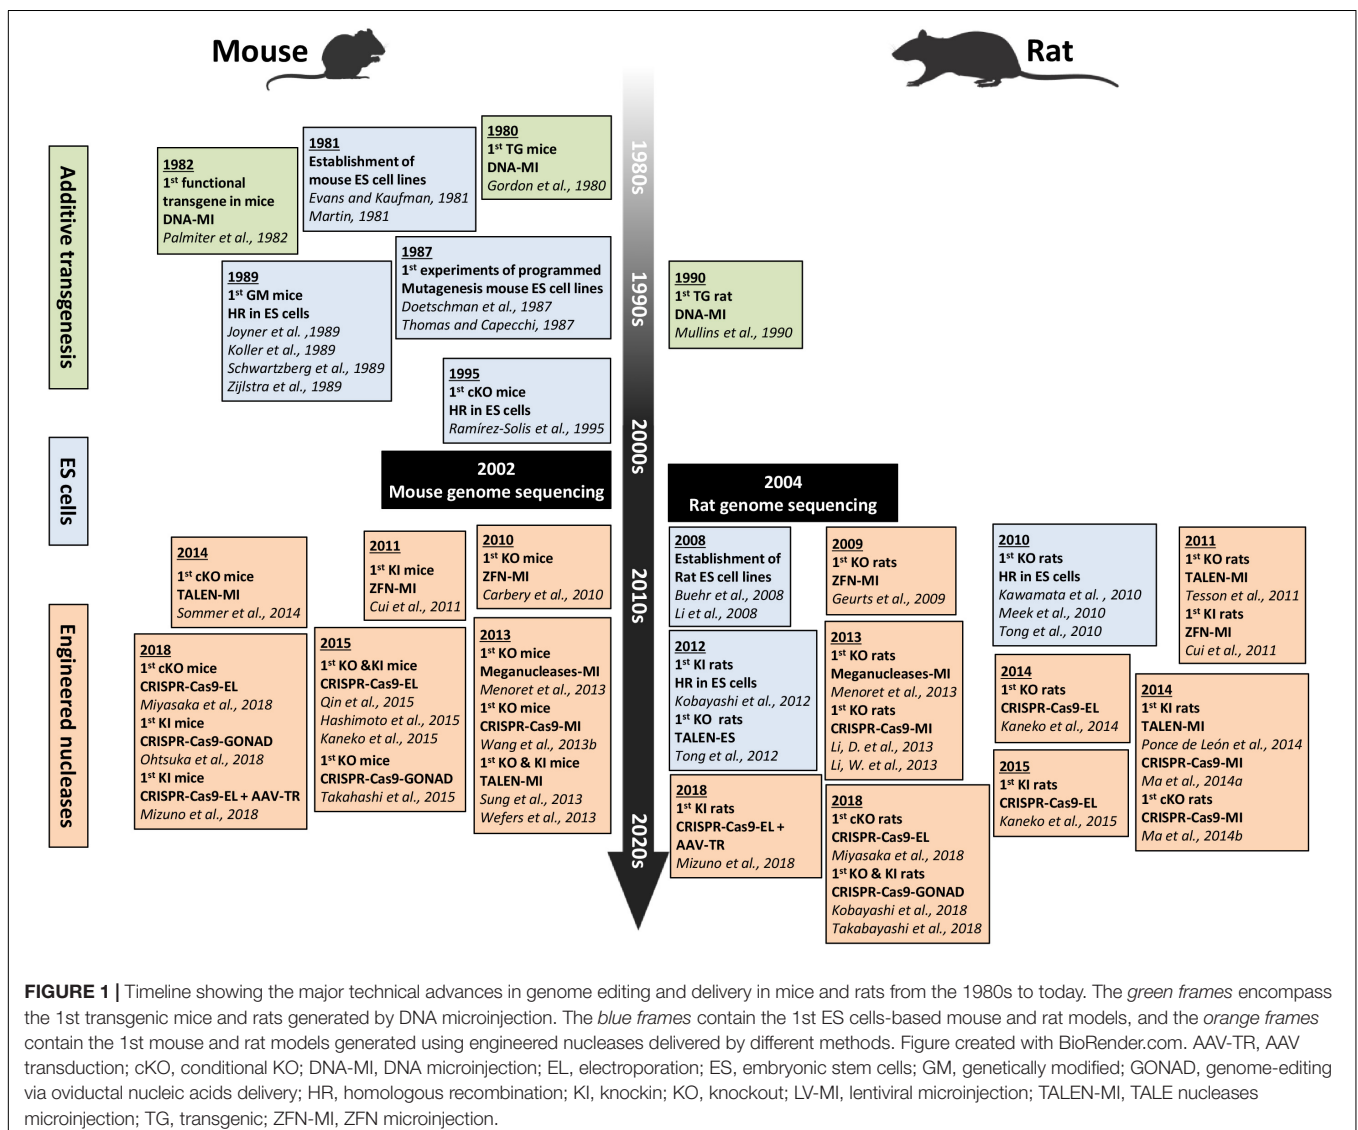 Mouse
Rat
Additive transgenesis
ES cells
Engineered nucleases
1980s
1990s
2000s
2010s
2020s
1982
1st functional
transgene in mice
DNA-MI
Palmiter et al., 1982
1981
Establishment of
mouse ES cell lines
Evans and Kaufman, 1981
Martin, 1981
1980
1st TG mice
DNA-MI
Gordon et al., 1980
1989
1st GM mice
HR in ES cells
Joyner et al. ,1989
Koller et al., 1989
Schwartzberg et al., 1989
Zijlstra et al., 1989
1987
1st experiments of programmed
Mutagenesis mouse ES cell lines
Doetschman et al., 1987
Thomas and Capecchi, 1987
1995
1st cKO mice
HR in ES cells
Ramírez-Solis et al., 1995
2002
Mouse genome sequencing
2014
1st cKO mice
TALEN-MI
Sommer et al., 2014
2011
1st KI mice
ZFN-MI
Cui et al., 2011
2010
1st KO mice
ZFN-MI
Carbery et al., 2010
2018
1st cKO mice
CRISPR-Cas9-EL
Miyasaka et al., 2018
1st KI mice
CRISPR-Cas9-GONAD
Ohtsuka et al., 2018
1st KI mice
CRISPR-Cas9-EL + AAV-TR
Mizuno et al., 2018
2015
1st KO &KI mice
CRISPR-Cas9-EL
Qin et al., 2015
Hashimoto et al., 2015
Kaneko et al., 2015
1st KO mice
CRISPR-Cas9-GONAD
Takahashi et al., 2015
2013
1st KO mice
Meganucleases-MI
Menoret et al., 2013
1st KO mice
CRISPR-Cas9-MI
Wang et al., 2013b
1st KO & KI mice
TALEN-MI
Sung et al., 2013
Wefers et al., 2013
1990
1st TG rat
DNA-MI
Mullins et al., 1990
2004
Rat genome sequencing
2008
Establishment of
Rat ES cell lines
Buehr et al., 2008
Li et al., 2008
2009
1st KO rats
ZFN-MI
Geurts et al., 2009
2010
1st KO rats
HR in ES cells
Kawamata et al. , 2010
Meek et al., 2010
Tong et al., 2010
2011
1st KO rats
TALEN-MI
Tesson et al., 2011
1st KI rats
ZFN-MI
Cui et al., 2011
2012
1st KI rats
HR in ES cells
Kobayashi et al., 2012
1st KO rats
TALEN-ES
Tong et al., 2012
2013
1st KO rats
Meganucleases-MI
Menoret et al., 2013
1st KO rats
CRISPR-Cas9-MI
Li, D. et al., 2013
Li, W. et al., 2013
2014
1st KO rats
CRISPR-Cas9-EL
Kaneko et al., 2014
2014
1st KI rats
TALEN-MI
Ponce de León et al., 2014
CRISPR-Cas9-MI
Ma et al., 2014a
1st cKO rats
CRISPR-Cas9-MI
Ma et al., 2014b
2015
1st KI rats
CRISPR-Cas9-EL
Kaneko et al., 2015
2018
1st KI rats
CRISPR-Cas9-EL +
AAV-TR
Mizuno et al., 2018
2018
1st cKO rats
CRISPR-Cas9-EL
Miyasaka et al., 2018
1st KO & KI rats
CRISPR-Cas9-GONAD
Kobayashi et al., 2018
Takabayashi et al., 2018
FIGURE 1 | Timeline showing the major technical advances in genome editing and delivery in mice and rats from the 1980s to today. The green frames encompass
the 1st transgenic mice and rats generated by DNA microinjection. The blue frames contain the 1st ES cells-based mouse and rat models, and the orange frames
contain the 1st mouse and rat models generated using engineered nucleases delivered by different methods. Figure created with BioRender.com. AAV-TR, AAV
transduction; cKO, conditional KO; DNA-MI, DNA microinjection; EL, electroporation; ES, embryonic stem cells; GM, genetically modified; GONAD, genome-editing
via oviductal nucleic acids delivery; HR, homologous recombination; KI, knockin; KO, knockout; LV-MI, lentiviral microinjection; TALEN-MI, TALE nucleases
microinjection; TG, transgenic; ZFN-MI, ZFN microinjection.